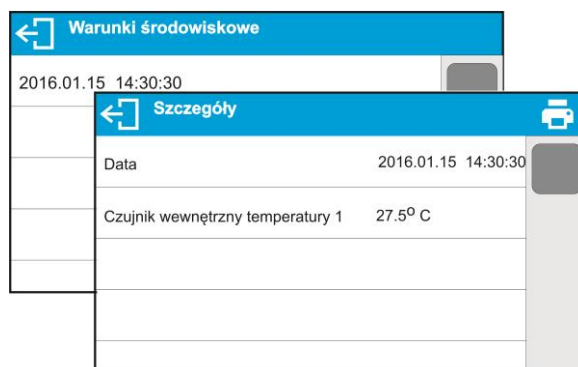 Warunki środowiskowe
2016.01.15 14:30:30
Szczegóły
Data 2016.01.15 14:30:30
Czujnik wewnętrzny temperatury 1 27.5⁰ C